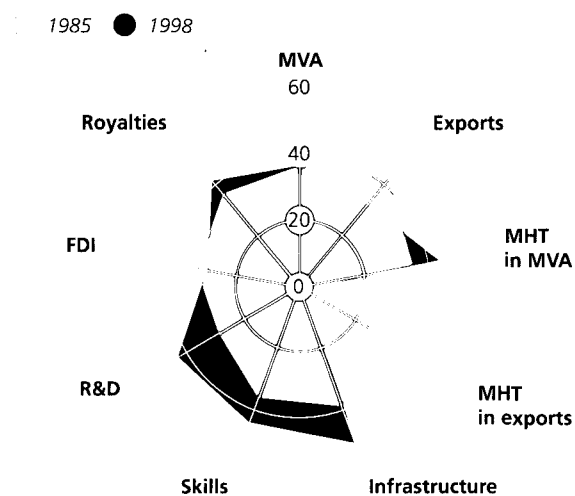 1985 1998
MVA
60
Royalties
Exports
40
20
FDI
MHT
in MVA
0
R&D
MHT
in exports
Skills
Infrastructure